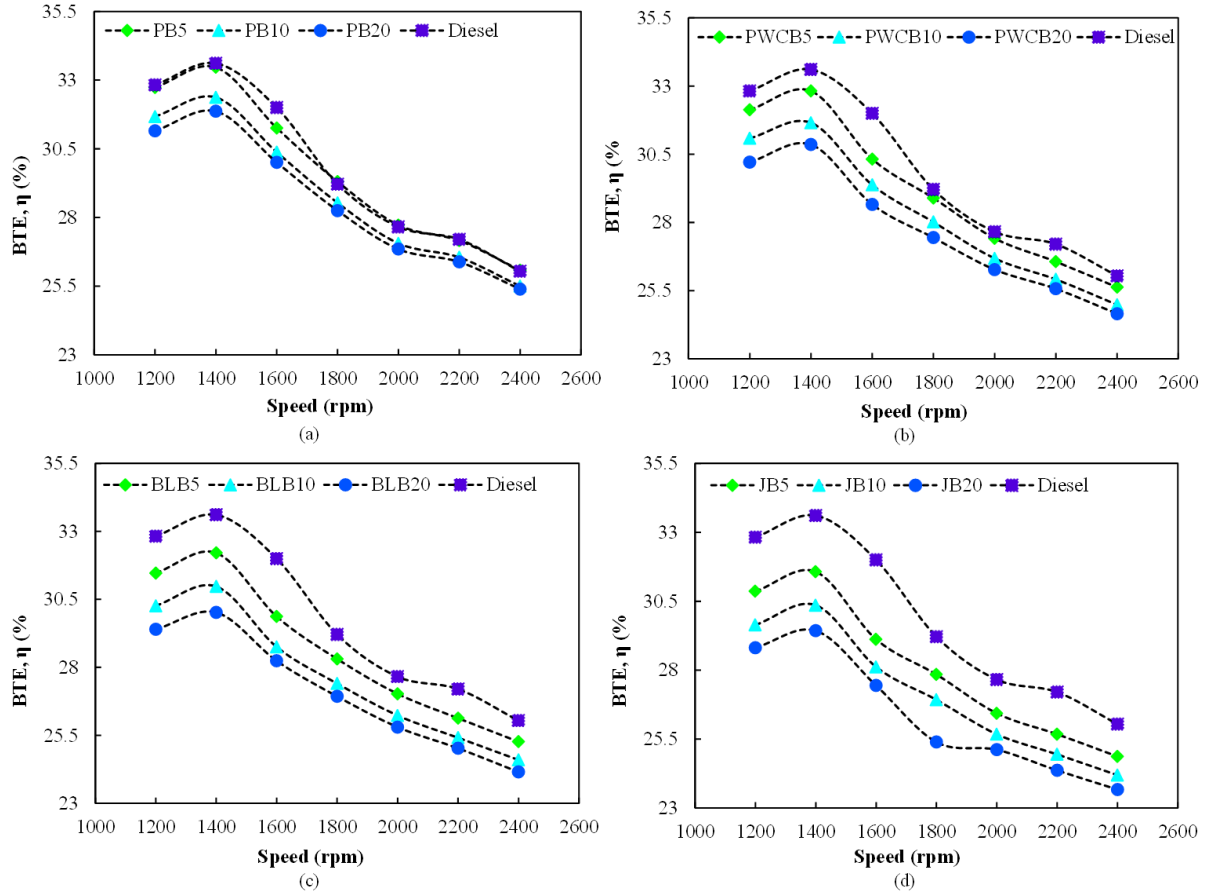 35.5
PB5 PB10 PB20 Diesel
33
30.5
28
25.5
23
BTE, η (%)
1000 1200 1400 1600 1800 2000 2200 2400 2600
Speed (rpm)
(a)
35.5
PWCB5 PWCB10 PWCB20 Diesel
33
30.5
28
25.5
23
BTE, η (%
1000 1200 1400 1600 1800 2000 2200 2400 2600
Speed (rpm)
(b)
35.5
BLB5 BLB10 BLB20 Diesel
33
30.5
28
25.5
23
BTE, η (%
1000 1200 1400 1600 1800 2000 2200 2400 2600
Speed (rpm)
(c)
35.5
JB5 JB10 JB20 Diesel
33
30.5
28
25.5
23
BTE, η (%
1000 1200 1400 1600 1800 2000 2200 2400 2600
Speed (rpm)
(d)